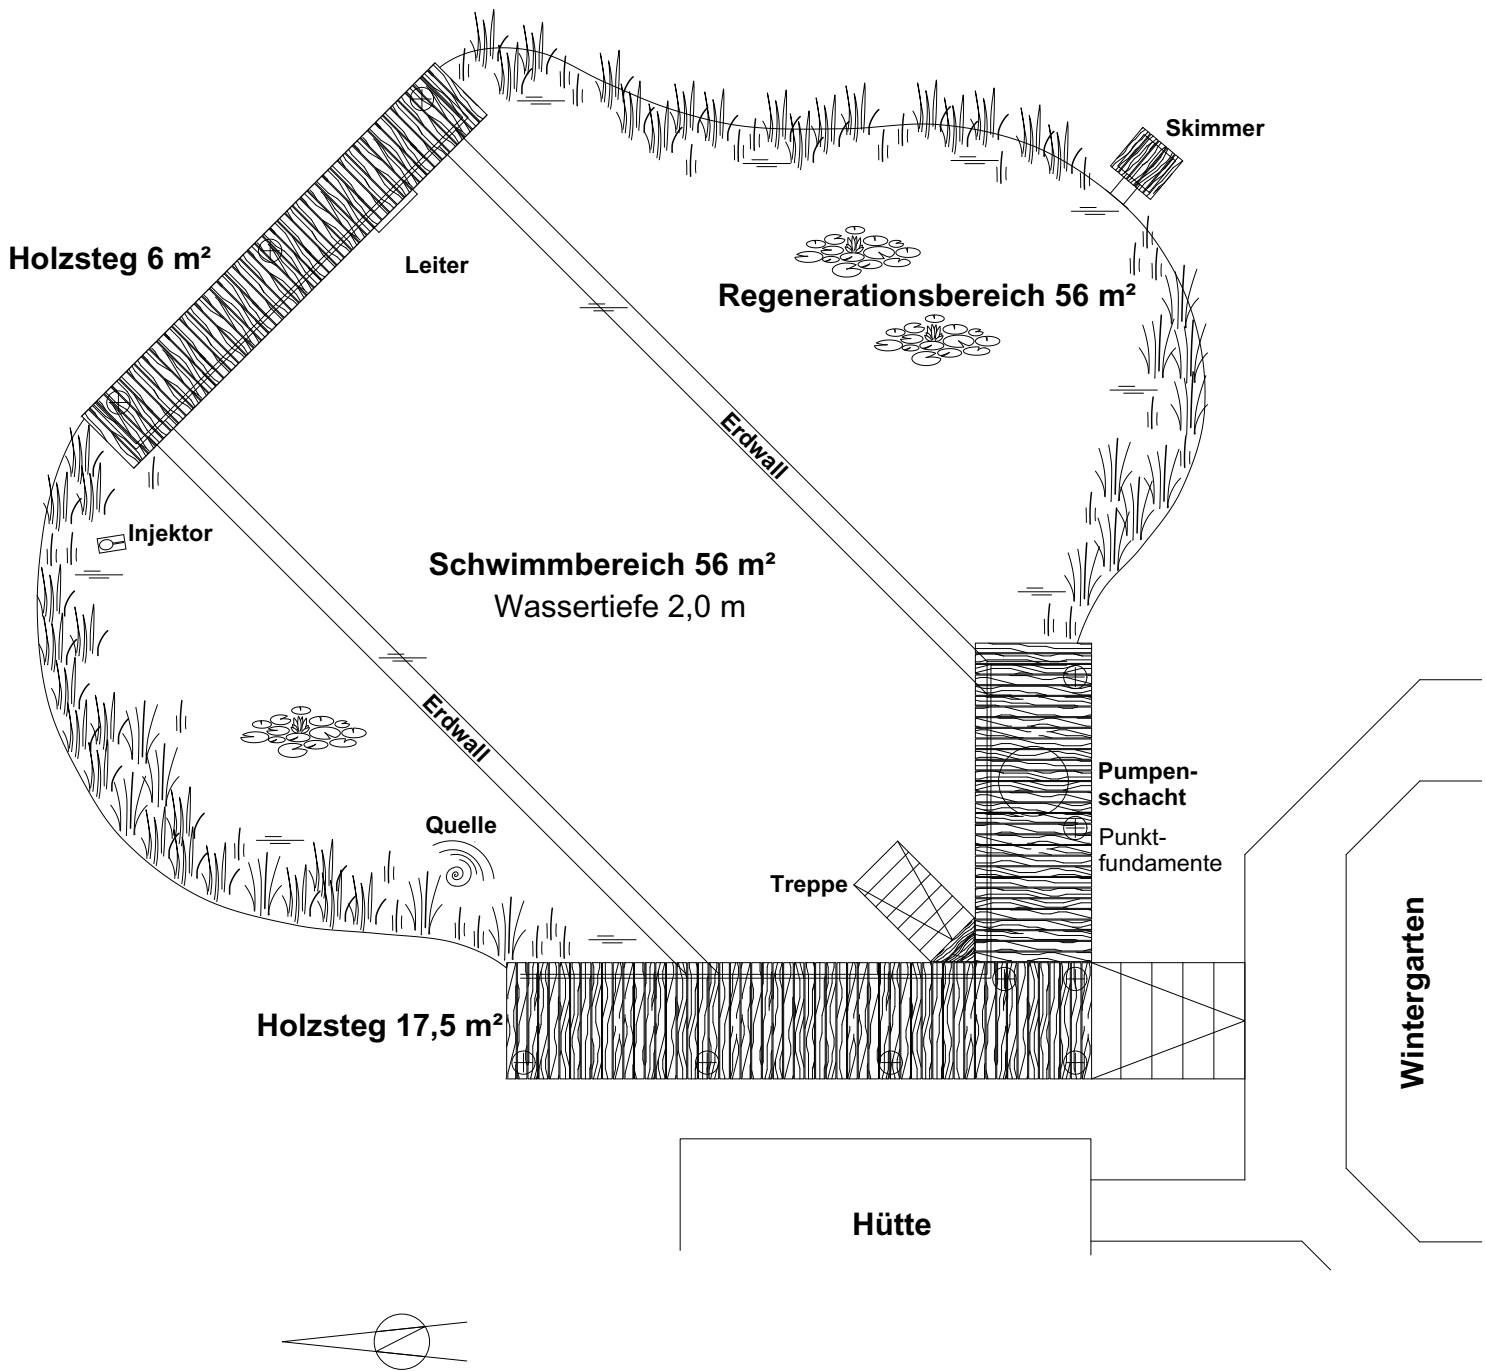 Skimmer
Holzsteg 6 m²
Leiter
Regenerationsbereich 56 m²
Erdwall
Injektor
Schwimmbereich 56 m²
Wassertiefe 2,0 m
Erdwall
Quelle
Pumpen-
schacht
Punkt-
fundamente
Treppe
Holzsteg 17,5 m²
Wintergarten
Hütte
N